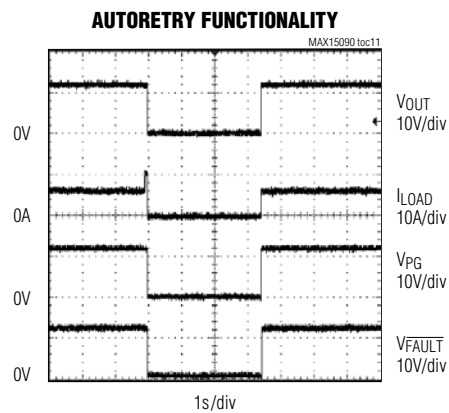 AUTORETRY FUNCTIONALITY
MAX15090 toc11
0V
VOUT
10V/div
0A
ILOAD
10A/div
0V
VPG
10V/div
0V
VFAULT
10V/div
1s/div